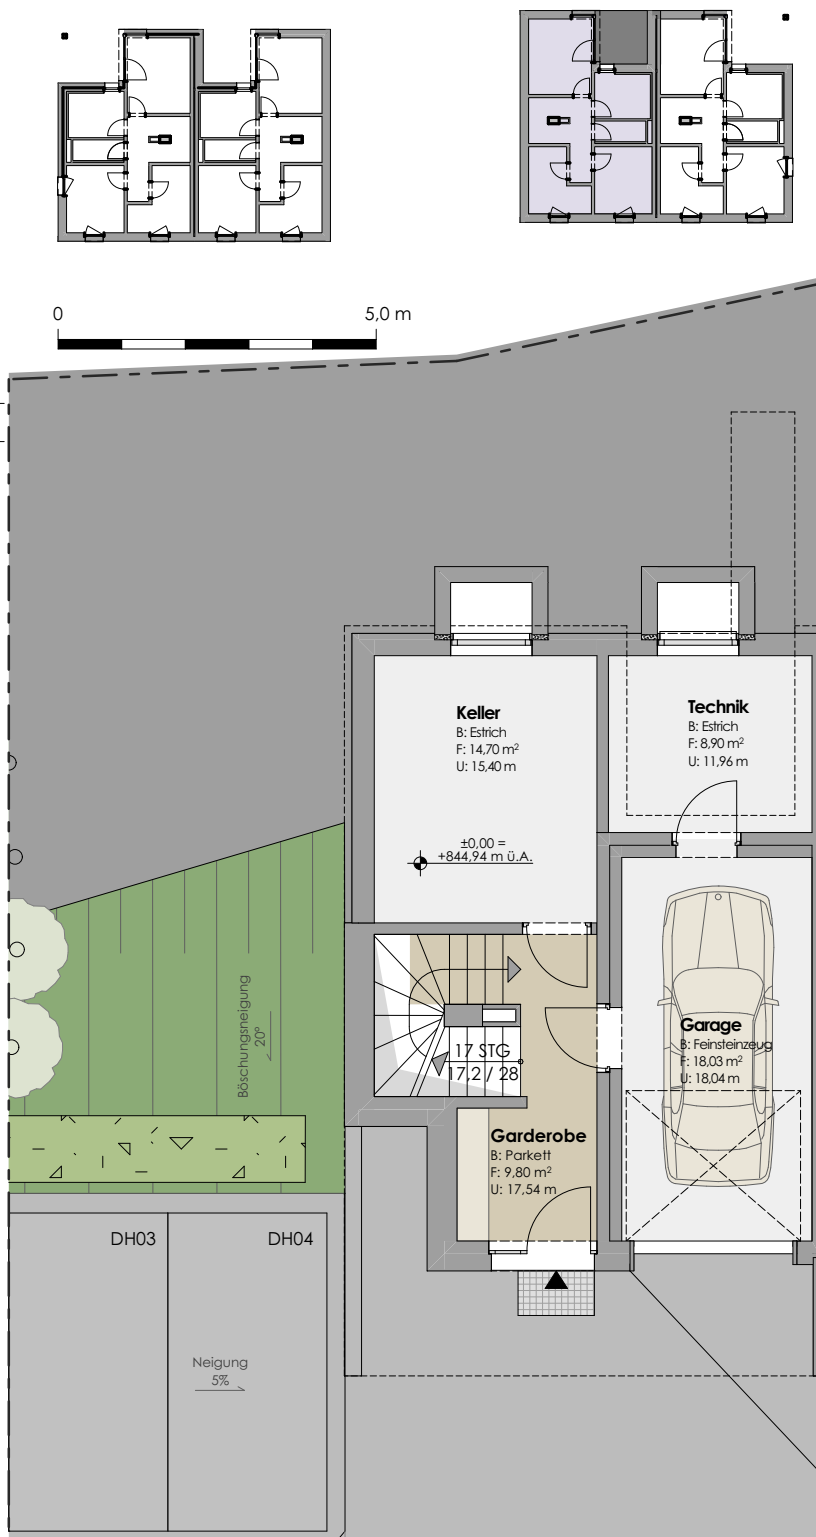 0
5,0 m
Keller
B: Estrich
F: 14,70 m²
U: 15,40 m
Technik
B: Estrich
F: 8,90 m²
U: 11,96 m
±0,00 =
+844,94 m ü.A.
Böschungsneigung
20°
17 STG
17,2 / 28
Garage
B: Feinsteinzeug
F: 18,03 m²
U: 18,04 m
Garderobe
B: Parkett
F: 9,80 m²
U: 17,54 m
DH03
DH04
Neigung
5%